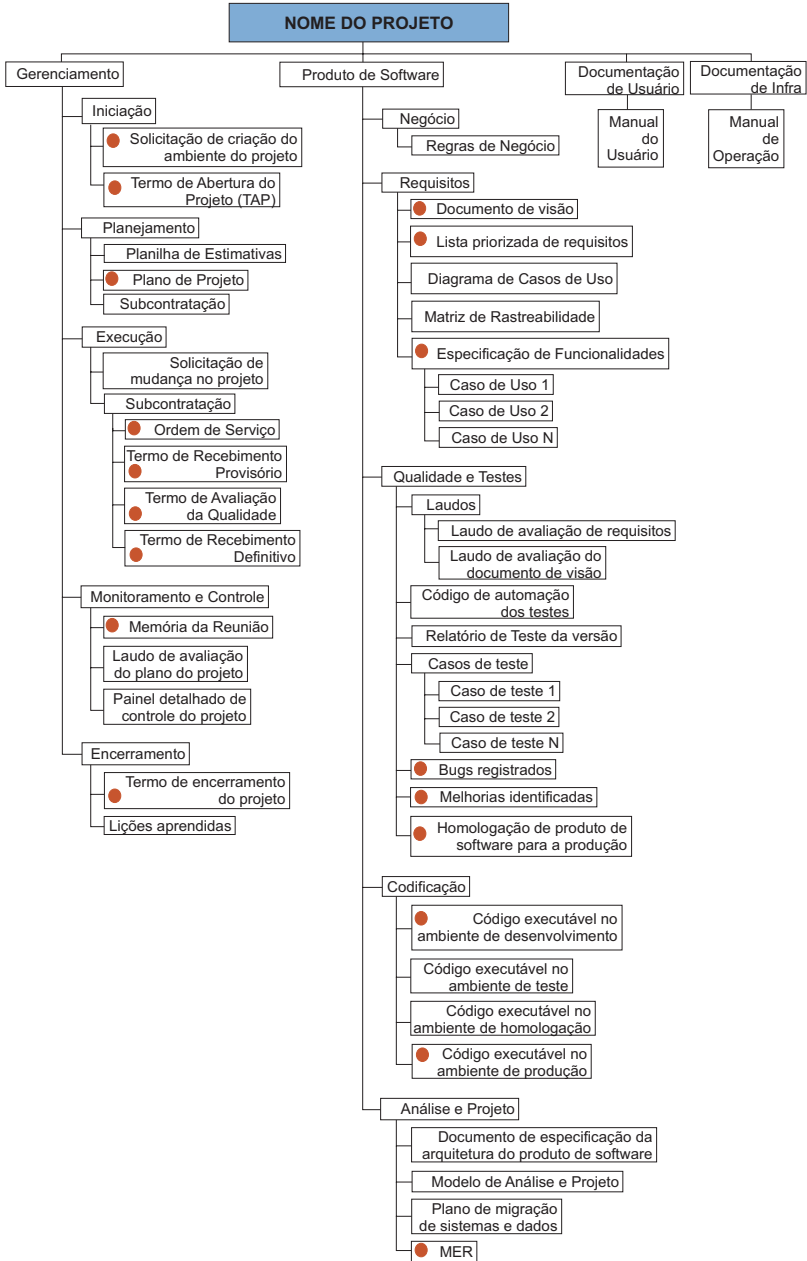 NOME DO PROJETO
Gerenciamento
Iniciação
Solicitação de criação do
ambiente do projeto
Termo de Abertura do
Projeto (TAP)
Planejamento
Planilha de Estimativas
Plano de Projeto
Subcontratação
Execução
Solicitação de
mudança no projeto
Subcontratação
Ordem de Serviço
Termo de Recebimento
Provisório
Termo de Avaliação
da Qualidade
Termo de Recebimento
Definitivo
Monitoramento e Controle
Memória da Reunião
Laudo de avaliação
do plano do projeto
Painel detalhado de
controle do projeto
Encerramento
Termo de encerramento
do projeto
Lições aprendidas
Produto de Software
Negócio
Regras de Negócio
Requisitos
Documento de visão
Lista priorizada de requisitos
Diagrama de Casos de Uso
Matriz de Rastreabilidade
Especificação de Funcionalidades
Caso de Uso 1
Caso de Uso 2
Caso de Uso N
Qualidade e Testes
Laudos
Laudo de avaliação de requisitos
Laudo de avaliação do
documento de visão
Código de automação
dos testes
Relatório de Teste da versão
Casos de teste
Caso de teste 1
Caso de teste 2
Caso de teste N
Bugs registrados
Melhorias identificadas
Homologação de produto de
software para a produção
Codificação
Código executável no
ambiente de desenvolvimento
Código executável no
ambiente de teste
Código executável no
ambiente de homologação
Código executável no
ambiente de produção
Análise e Projeto
Documento de especificação da
arquitetura do produto de software
Modelo de Análise e Projeto
Plano de migração
de sistemas e dados
MER
Documentação
de Usuário
Manual
do
Usuário
Documentação
de Infra
Manual
de
Operação